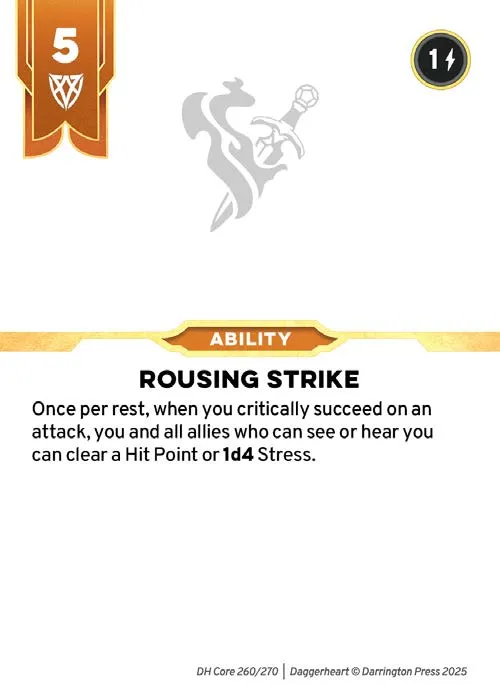 5
1
ABILITY
ROUSING STRIKE
Once per rest, when you critically succeed on an
attack, you and all allies who can see or hear you
can clear a Hit Point or 1d4 Stress.
DH Core 260/270 | Daggerheart © Darrington Press 2025